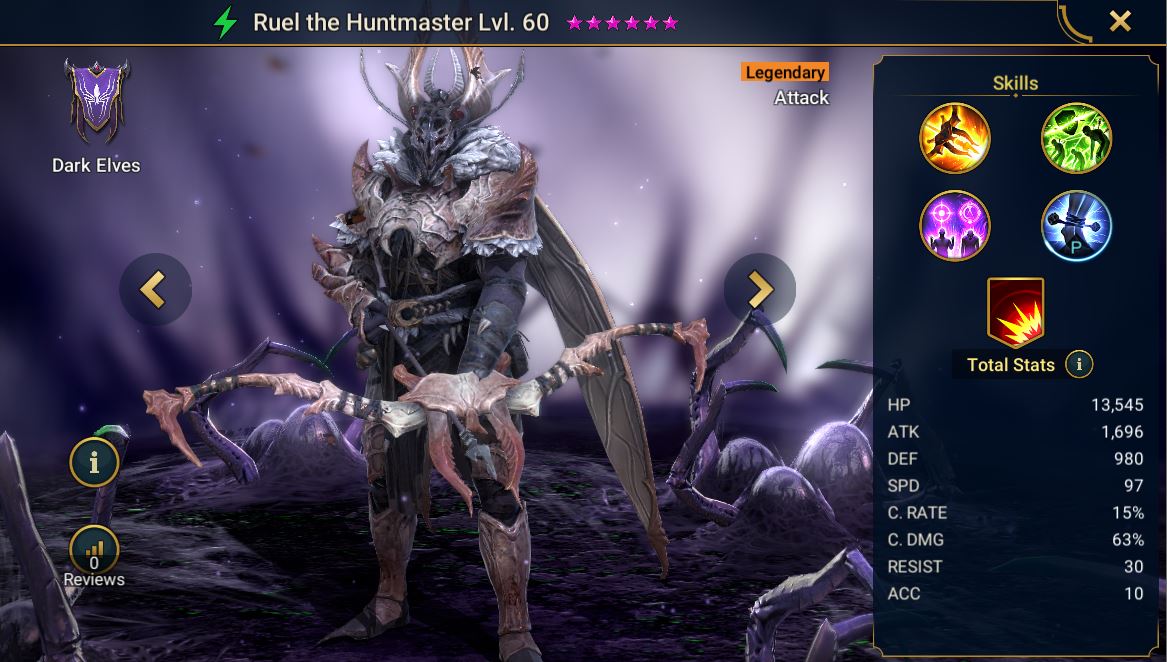 Ruel the Huntmaster Lvl. 60
Legendary
Attack
Dark Elves
0
Reviews
Skills
P
Total Stats
HP 13,545
ATK 1,696
DEF 980
SPD 97
C. RATE 15%
C. DMG 63%
RESIST 30
ACC 10